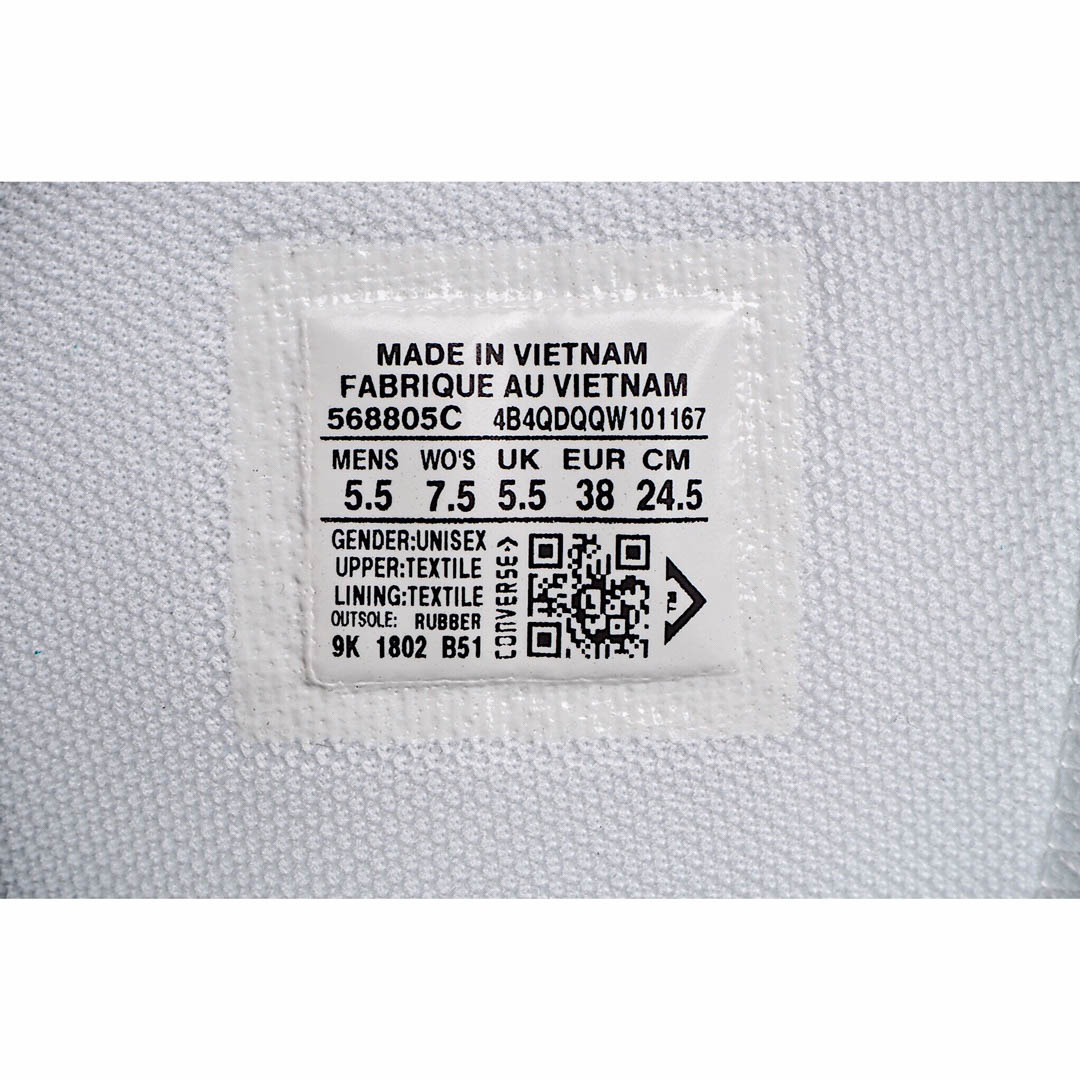 MADE IN VIETNAM
FABRIQUE AU VIETNAM
568805C 4B4QDQQW101167
MENS WO'S UK EUR CM
5.5 7.5 5.5 38 24.5
GENDER:UNISEX
UPPER:TEXTILE
LINING:TEXTILE
OUTSOLE: RUBBER
9K 1802 B51
CONVERSE